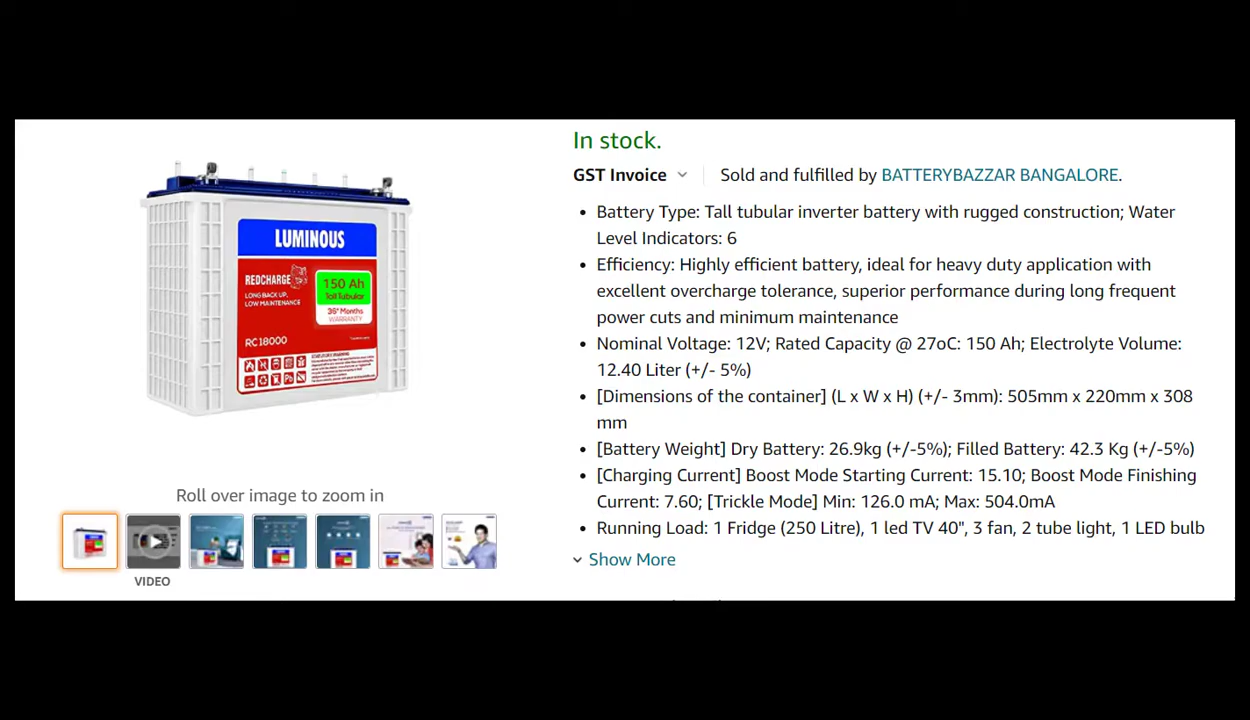 In stock.
GST Invoice
Sold and fulfilled by BATTERYBAZZAR BANGALORE.
LUMINOUS
REDCHARGE
LONG BACK UP,
LOW MAINTENANCE
150 Ah
Tall Tubular
36* Months
WARRANTY
RC 18000
• Battery Type: Tall tubular inverter battery with rugged construction; Water
Level Indicators: 6
• Efficiency: Highly efficient battery, ideal for heavy duty application with
excellent overcharge tolerance, superior performance during long frequent
power cuts and minimum maintenance
• Nominal Voltage: 12V; Rated Capacity @ 27oC: 150 Ah; Electrolyte Volume:
12.40 Liter (+/- 5%)
• [Dimensions of the container] (L x W x H) (+/- 3mm): 505mm x 220mm x 308
mm
• [Battery Weight] Dry Battery: 26.9kg (+/-5%); Filled Battery: 42.3 Kg (+/-5%)
• [Charging Current] Boost Mode Starting Current: 15.10; Boost Mode Finishing
Current: 7.60; [Trickle Mode] Min: 126.0 mA; Max: 504.0mA
• Running Load: 1 Fridge (250 Litre), 1 led TV 40", 3 fan, 2 tube light, 1 LED bulb
Show More
Roll over image to zoom in
VIDEO